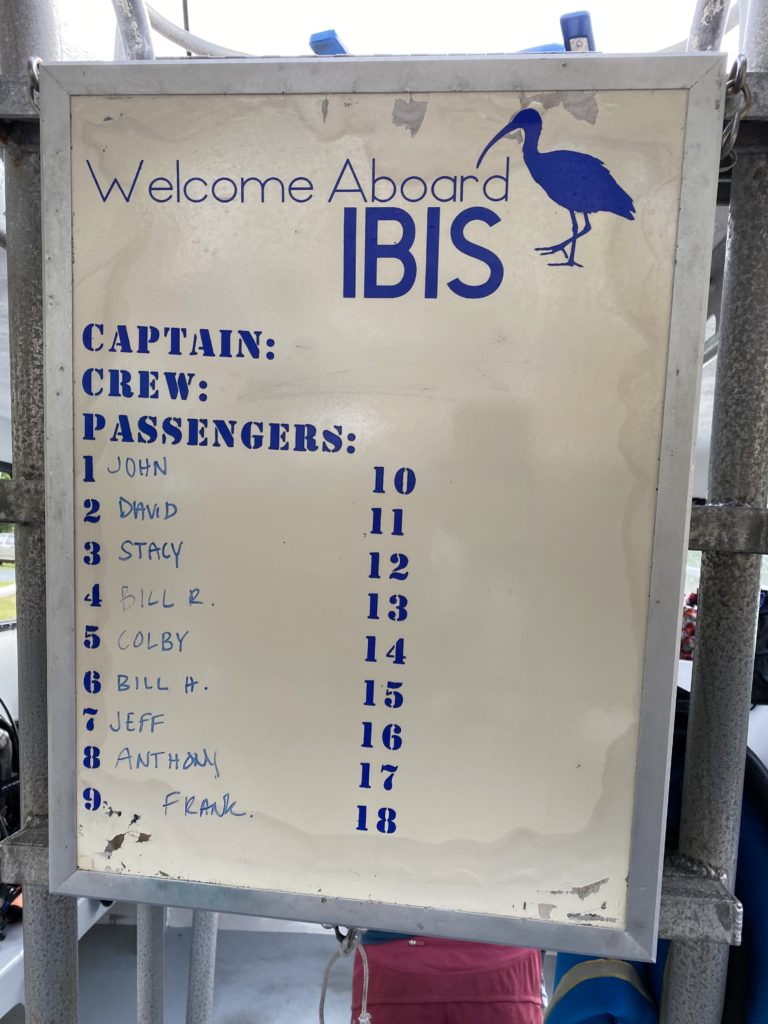 Welcome Aboard
IBIS
CAPTAIN:
CREW:
PASSENGERS:
1 JOHN
2 DAVID
3 STACY
4 BILL R.
5 COLBY
6 BILL H.
7 JEFF
8 ANTHONY
9 FRANK.
10
11
12
13
14
15
16
17
18